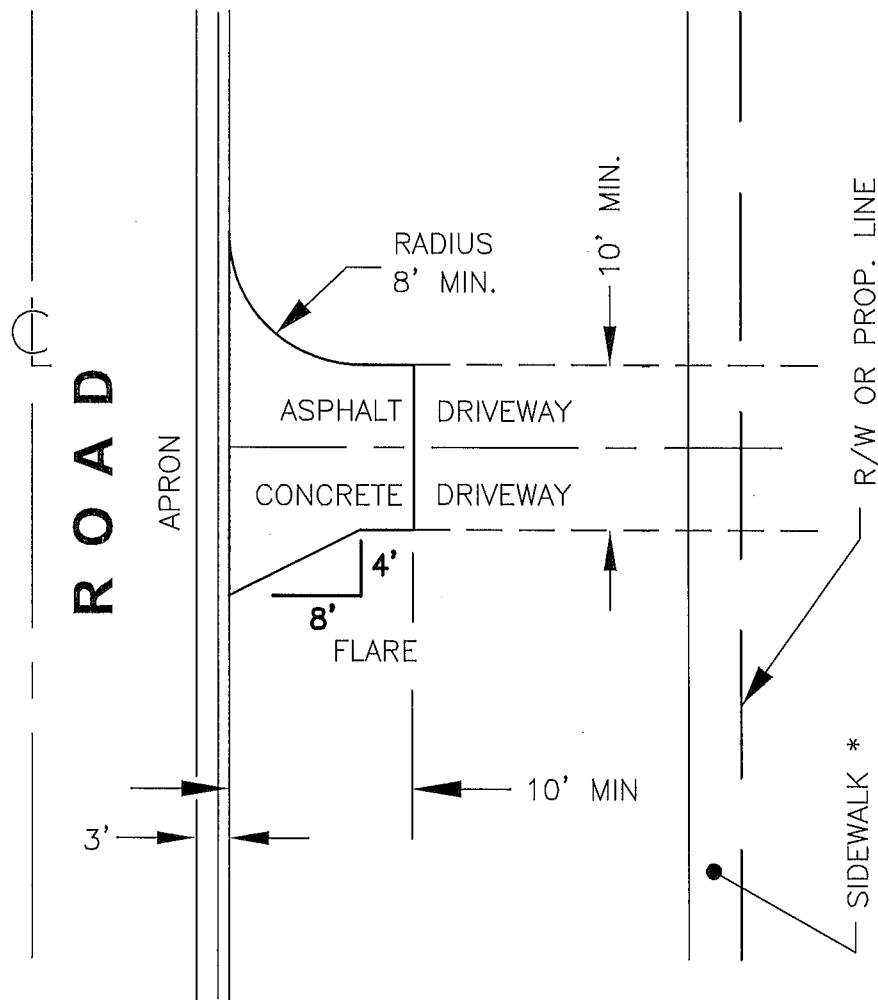 RADIUS
8' MIN.
10' MIN.
R/W OR PROP. LINE
ROAD
APRON
ASPHALT DRIVEWAY
CONCRETE DRIVEWAY
4'
8'
FLARE
10' MIN
3'
SIDEWALK *